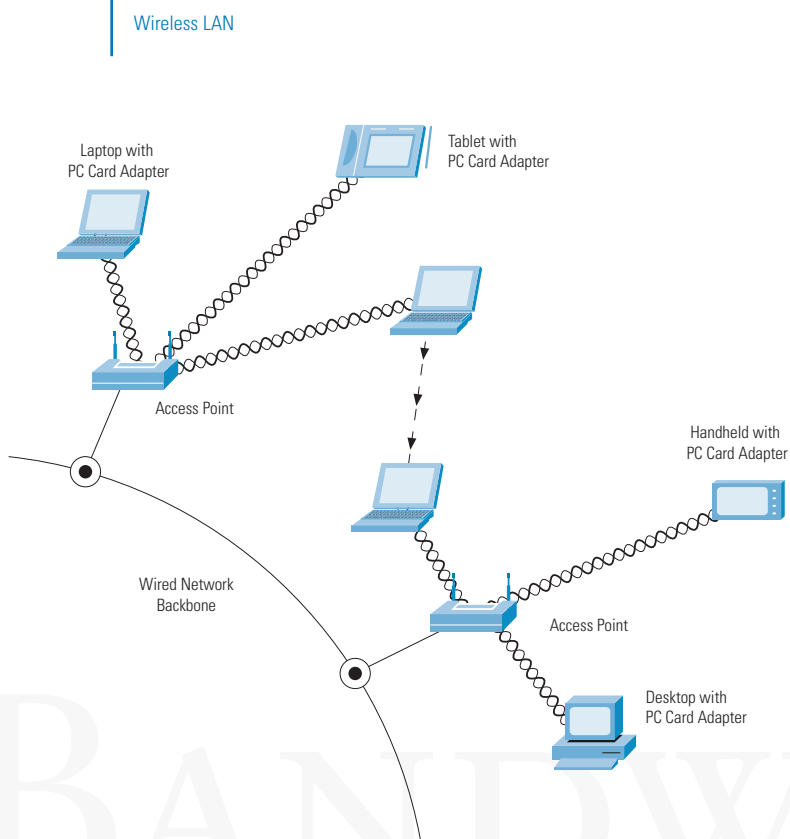 Wireless LAN
Tablet with
PC Card Adapter
Laptop with
PC Card Adapter
Access Point
Handheld with
PC Card Adapter
Wired Network
Backbone
Access Point
Desktop with
PC Card Adapter
BANDW